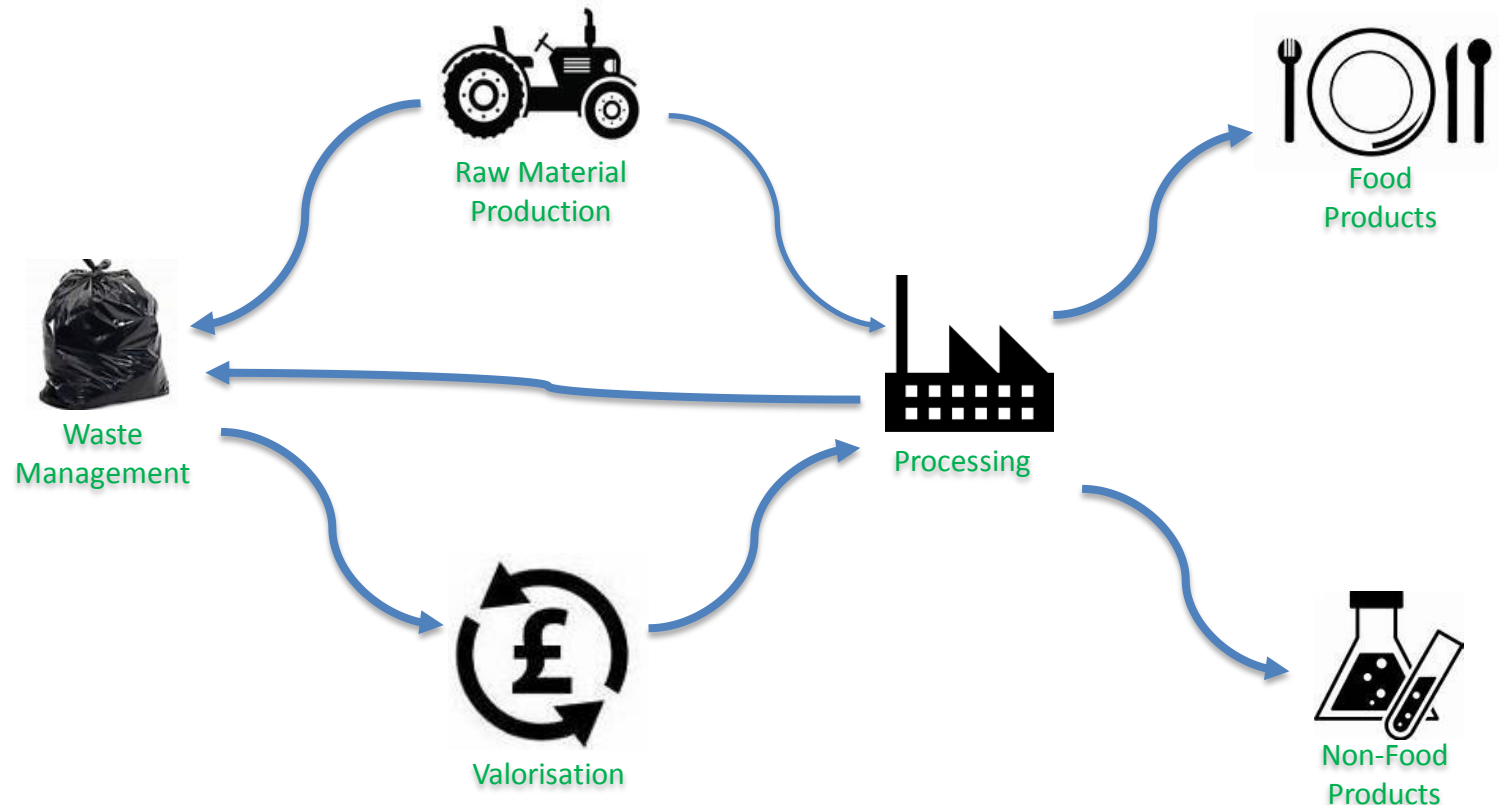 Raw Material
Production
Food
Products
Waste
Management
Processing
£
Valorisation
Non-Food
Products